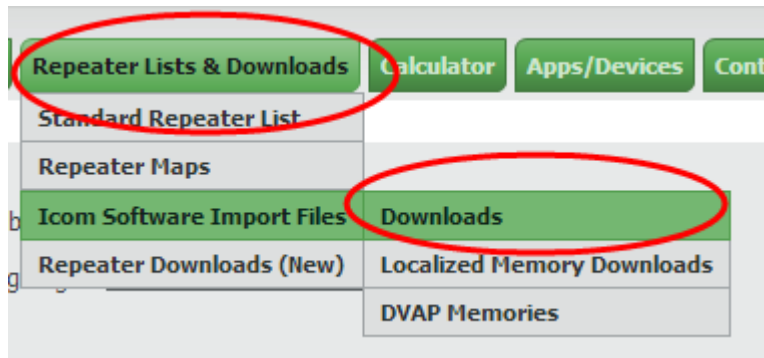 Repeater Lists & Downloads Calculator Apps/Devices Cont
Standard Repeater List
Repeater Maps
b Icom Software Import Files Downloads
Repeater Downloads (New) Localized Memory Downloads
g
DVAP Memories